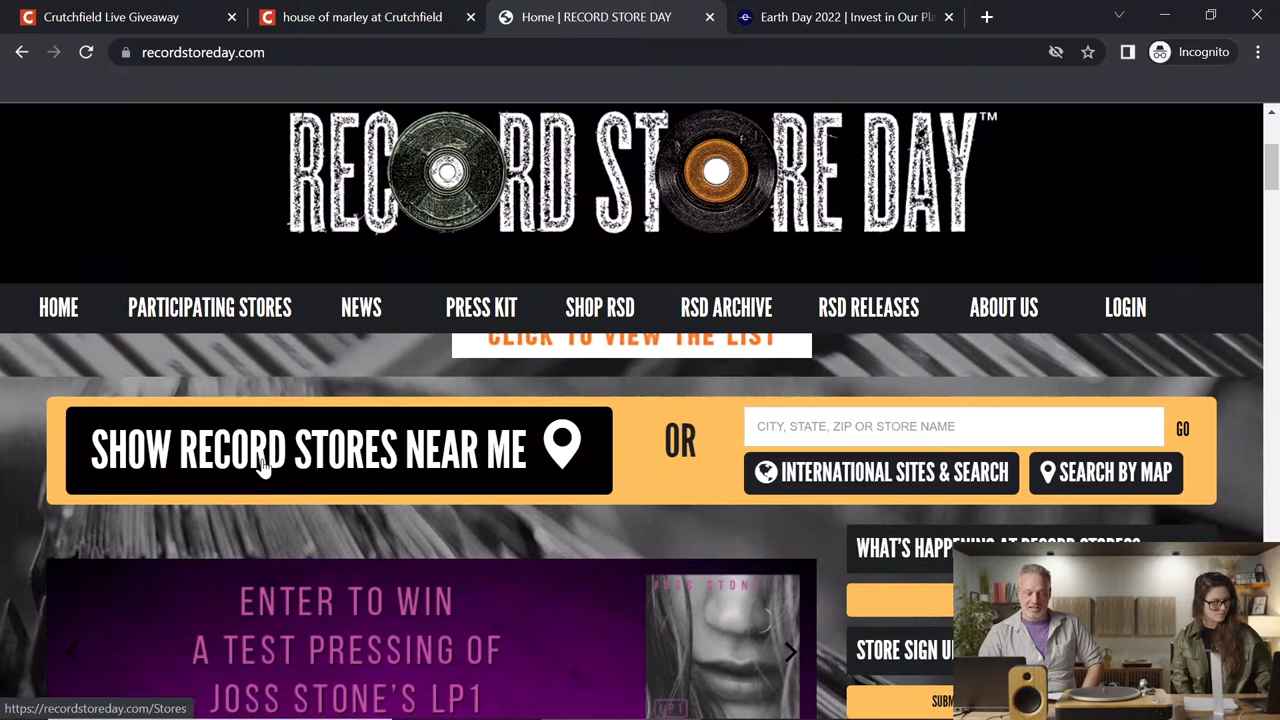 Crutchfield Live Giveaway
house of marley at Crutchfield
Home | RECORD STORE DAY
Earth Day 2022 | Invest in Our Pla
recordstoreday.com
Incognito
RECORD STORE DAY™
HOME
PARTICIPATING STORES
NEWS
PRESS KIT
SHOP RSD
RSD ARCHIVE
RSD RELEASES
ABOUT US
LOGIN
CLICK TO VIEW THE LIST
SHOW RECORD STORES NEAR ME
OR
CITY, STATE, ZIP OR STORE NAME
GO
INTERNATIONAL SITES & SEARCH
SEARCH BY MAP
WHAT'S HAPPENING AT RECORD STORES?
ENTER TO WIN
A TEST PRESSING OF
JOSS STONE'S LP1
JOSS STONE
LP1
STORE SIGN U
SUBM
https://recordstoreday.com/Stores